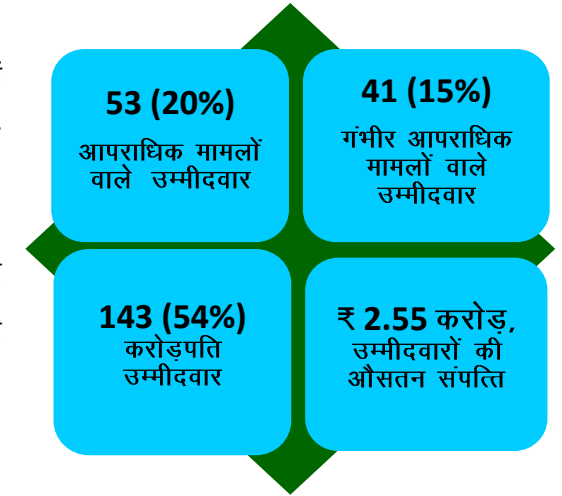 53 (20%)
आपराधिक मामलों
वाले उम्मीदवार
41 (15%)
गंभीर आपराधिक
मामलों वाले
उम्मीदवार
143 (54%)
करोड़पति
उम्मीदवार
₹ 2.55 करोड़,
उम्मीदवारों की
औसतन संपत्ति